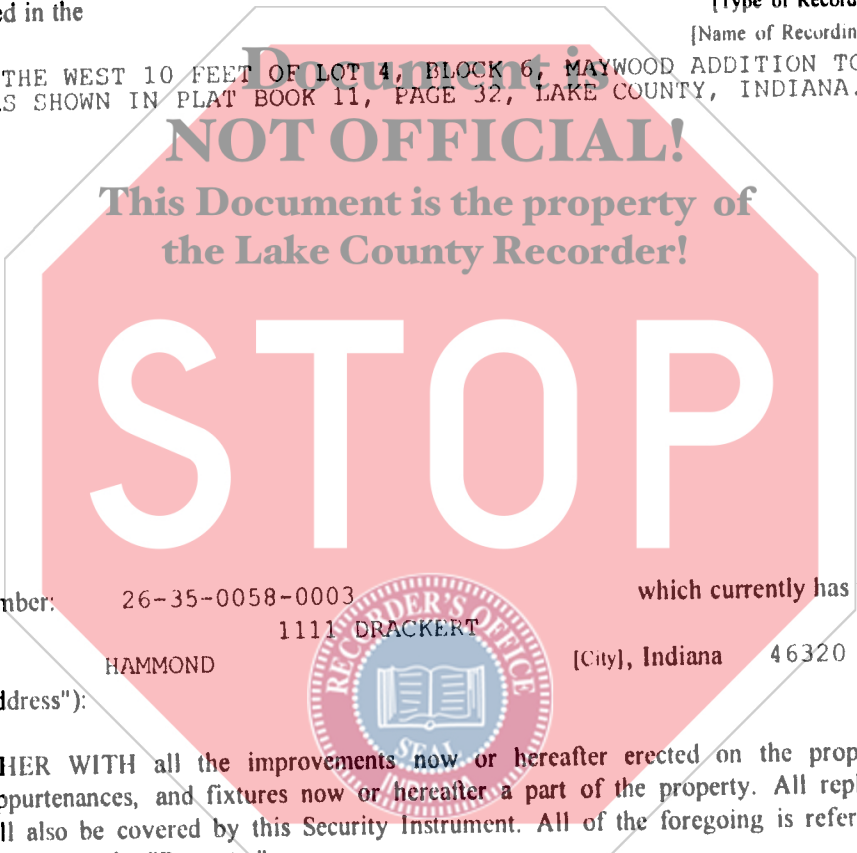 ed in the
[Type of Record
[Name of Recordin
THE WEST 10 FEET OF LOT 4, BLOCK 6, MAYWOOD ADDITION TO
AS SHOWN IN PLAT BOOK 11, PAGE 32, LAKE COUNTY, INDIANA.
Document is
NOT OFFICIAL!
This Document is the property of
the Lake County Recorder!
STOP
mber: 26-35-0058-0003 which currently has
1111 DRACKERT
HAMMOND [City], Indiana 46320
ddress"):
RECORDER'S OFFICE
SEAL
INDIANA
HER WITH all the improvements now or hereafter erected on the prop
ppurtenances, and fixtures now or hereafter a part of the property. All repl
ll also be covered by this Security Instrument. All of the foregoing is refer